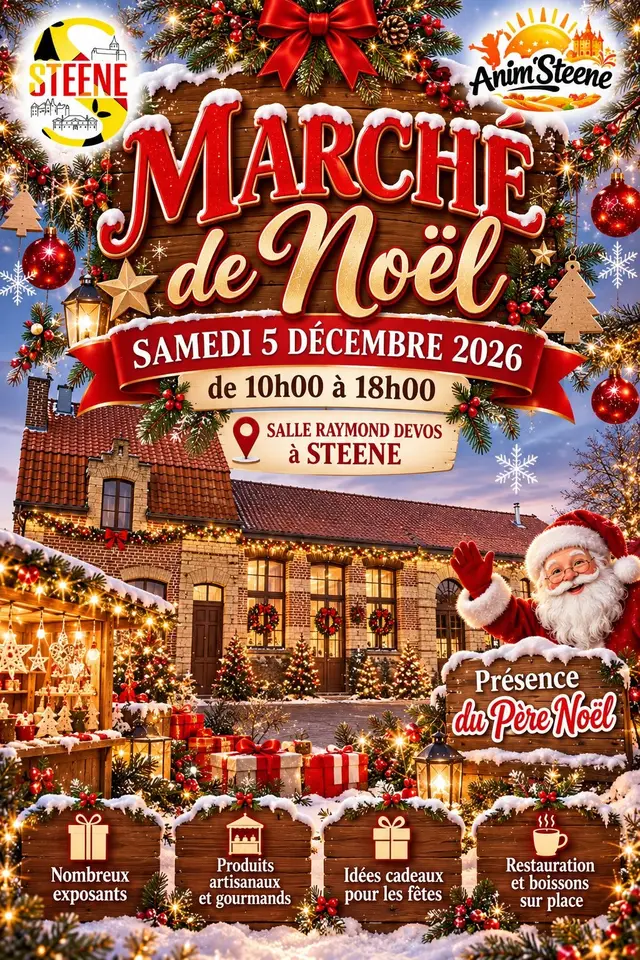 STEENE
Anim'Steene
MARCHÉ
de Noël
SAMEDI 5 DÉCEMBRE 2026
de 10h00 à 18h00
SALLE RAYMOND DEVOS
à STEENE
Présence
du Père Noël
Nombreux
exposants
Produits
artisanaux
et gourmands
Idées cadeaux
pour les fêtes
Restauration
et boissons
sur place